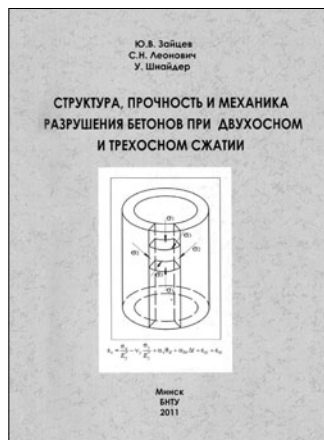 Ю.В. Зайцев
С.Н. Леонович
У. Шнайдер
СТРУКТУРА, ПРОЧНОСТЬ И МЕХАНИКА
РАЗРУШЕНИЯ БЕТОНОВ ПРИ ДВУХОСНОМ
И ТРЕХОСНОМ СЖАТИИ
Минск
БНТУ
2011